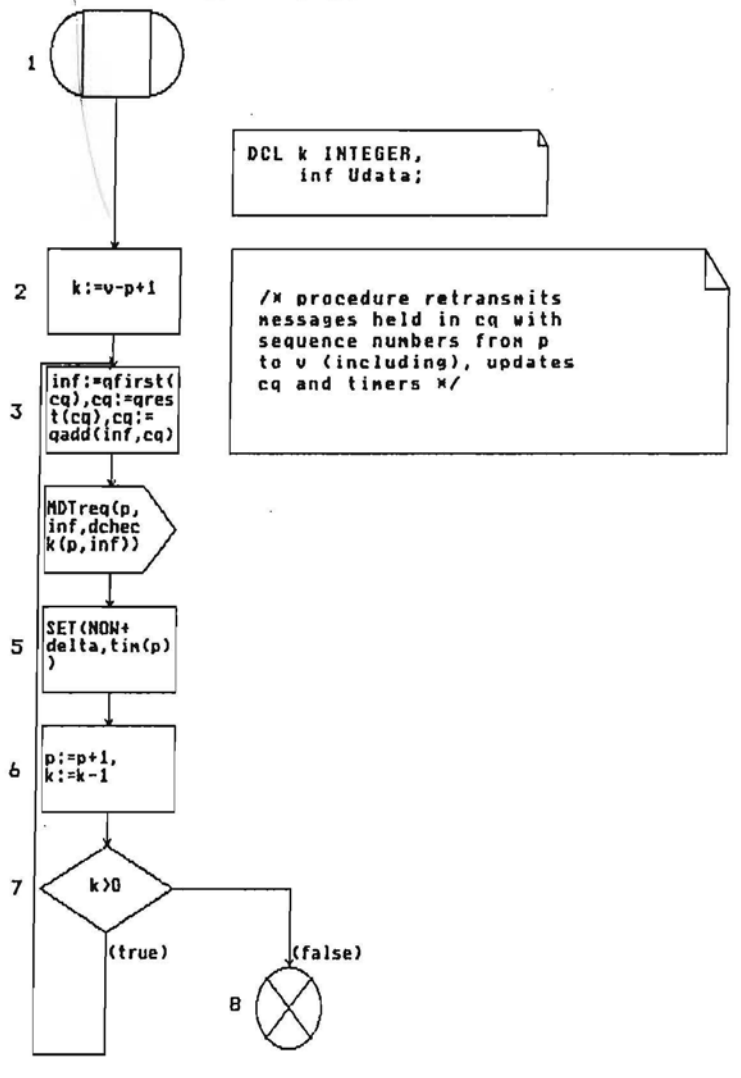 1
DCL k INTEGER,
inf Udata;
2
k:=v-p+1
/* procedure retransmits
messages held in cq with
sequence numbers from p
to v (including), updates
cq and timers */
3
inf:=qfirst(
cq),cq:=qres
t(cq),cq:=
qadd(inf,cq)
MDTreq(p,
inf,dchec
k(p,inf))
5
SET(NOW+
delta,tim(p)
)
6
p:=p+1,
k:=k-1
7
k>0
(true)
(false)
8